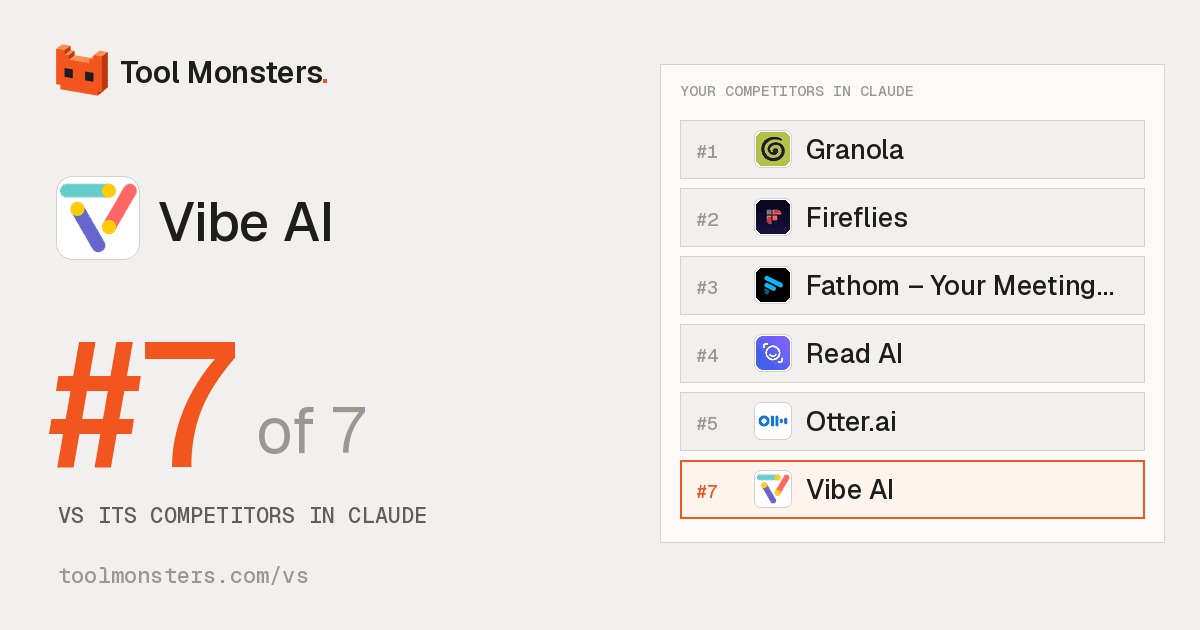 Tool Monsters.
Vibe AI
#7 of 7
VS ITS COMPETITORS IN CLAUDE
toolmonsters.com/vs
YOUR COMPETITORS IN CLAUDE
#1 Granola
#2 Fireflies
#3 Fathom – Your Meeting...
#4 Read AI
#5 Otter.ai
#7 Vibe AI